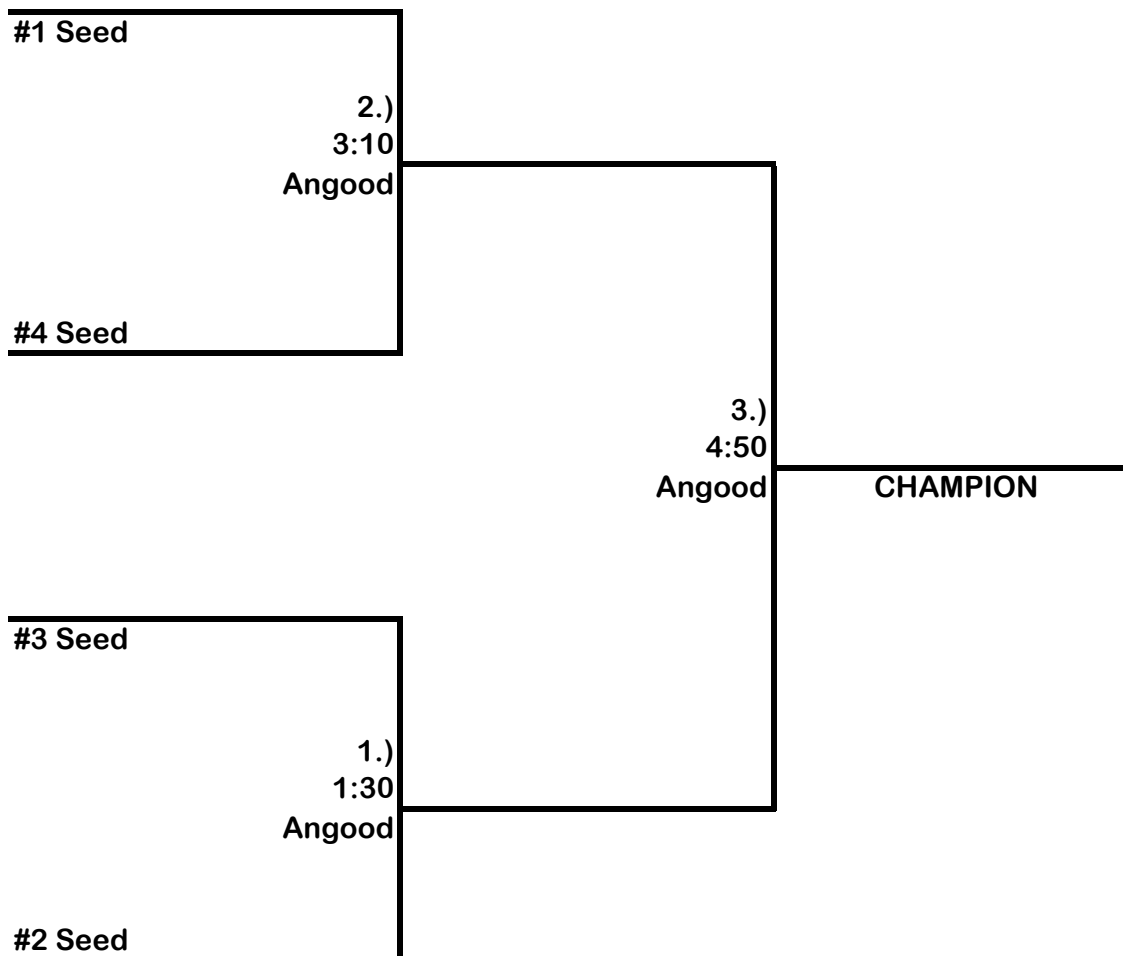 #1 Seed
2.)
3:10
Angood
#4 Seed
3.)
4:50
Angood
CHAMPION
#3 Seed
1.)
1:30
Angood
#2 Seed